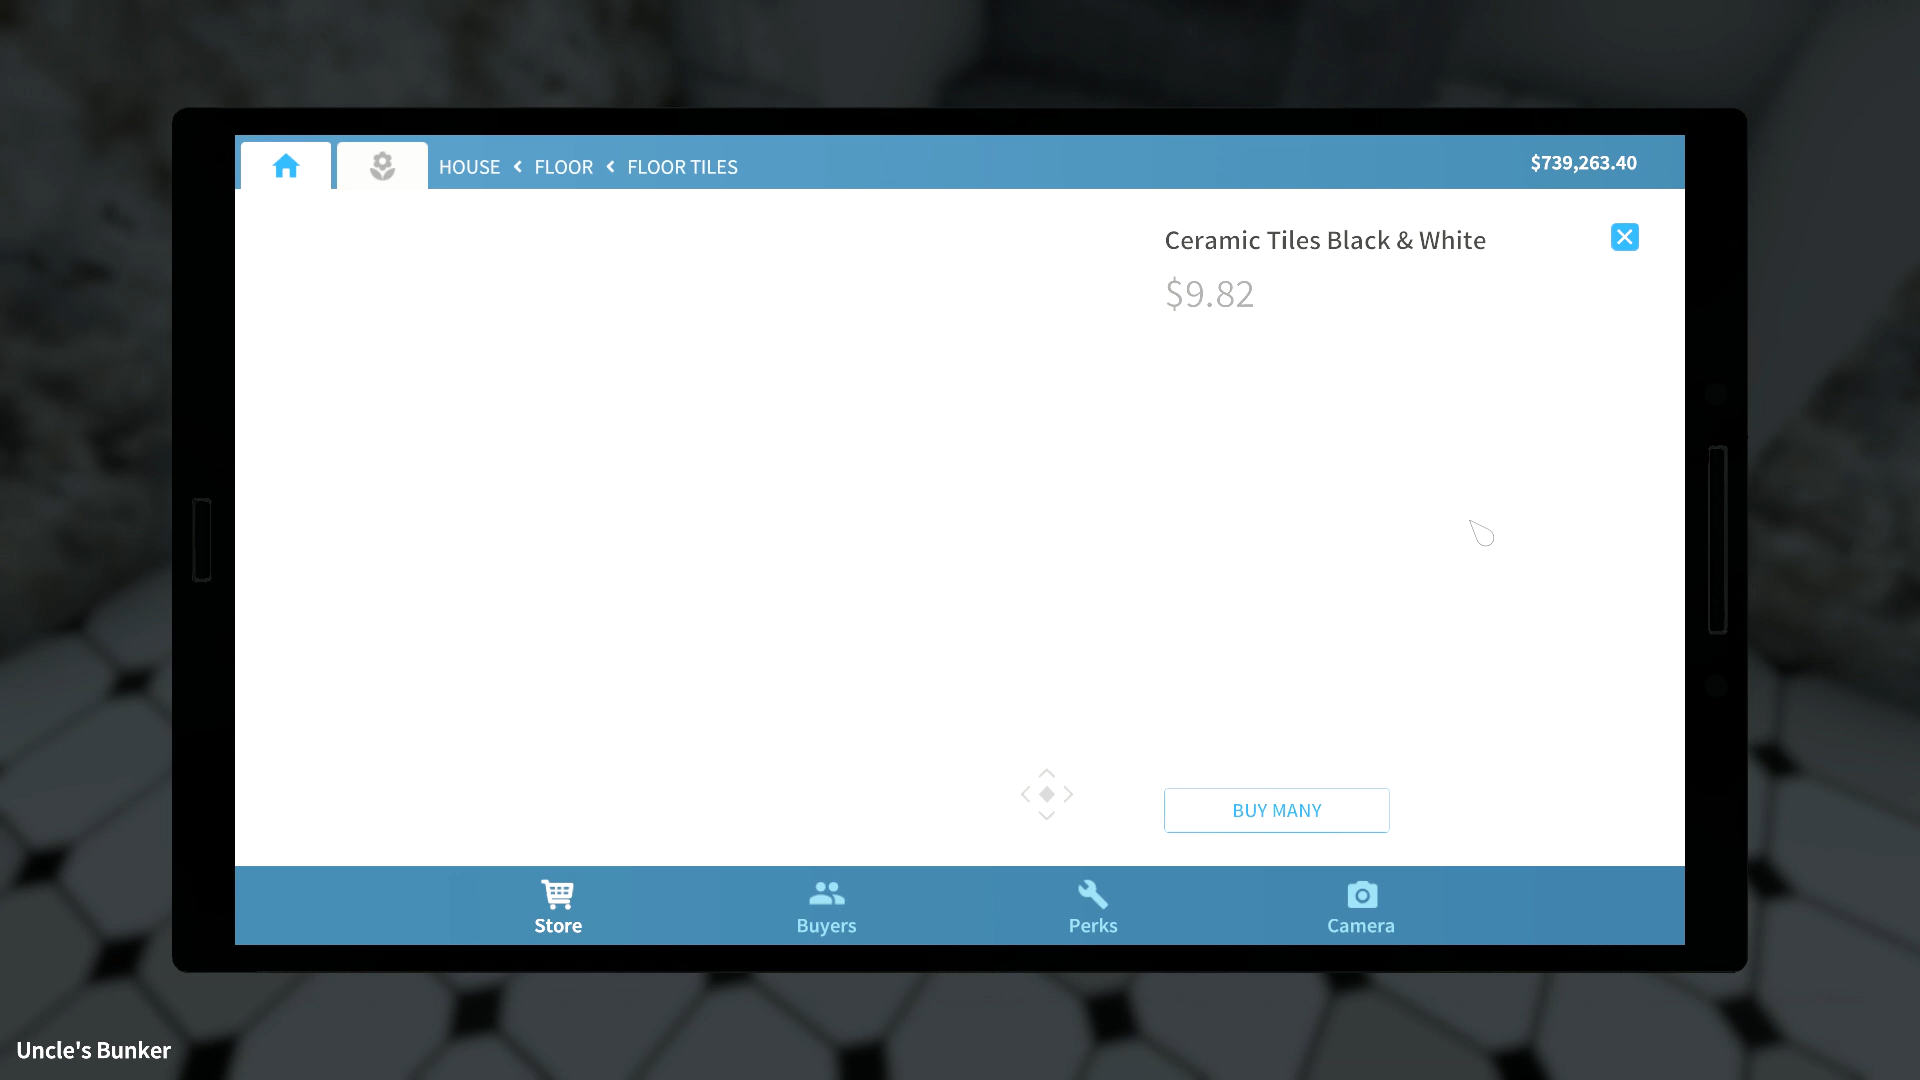 HOUSE < FLOOR < FLOOR TILES
$739,263.40
Ceramic Tiles Black & White
$9.82
BUY MANY
Store
Buyers
Perks
Camera
Uncle's Bunker